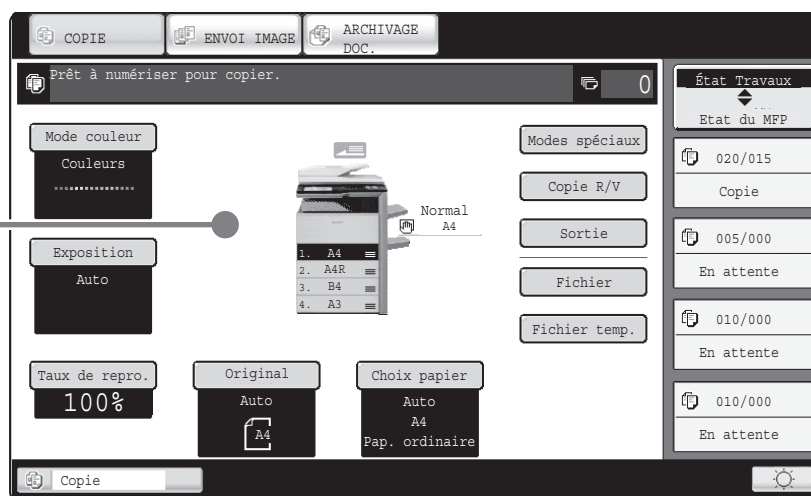 COPIE
ENVOI IMAGE
ARCHIVAGE
DOC.
Prêt à numériser pour copier.
0
Mode couleur
Couleurs
Exposition
Auto
Taux de repro.
100%
Original
Auto
A4
Choix papier
Auto
A4
Pap. ordinaire
Normal
A4
1. A4
2. A4R
3. B4
4. A3
Modes spéciaux
Copie R/V
Sortie
Fichier
Fichier temp.
État Travaux
Etat du MFP
020/015
Copie
005/000
En attente
010/000
En attente
010/000
En attente
Copie